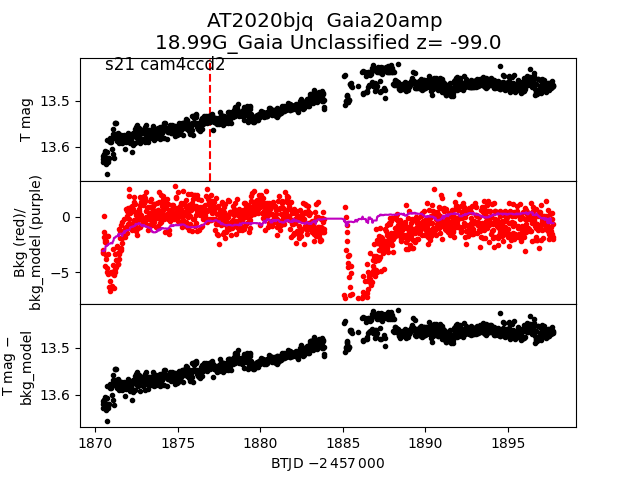 AT2020bjq  Gaia20amp
18.99G_Gaia Unclassified z= -99.0
s21 cam4ccd2
T mag
13.5
13.6
Bkg (red)/
bkg_model (purple)
0
−5
T mag −
bkg_model
13.5
13.6
1870 1875 1880 1885 1890 1895
BTJD −2 457 000